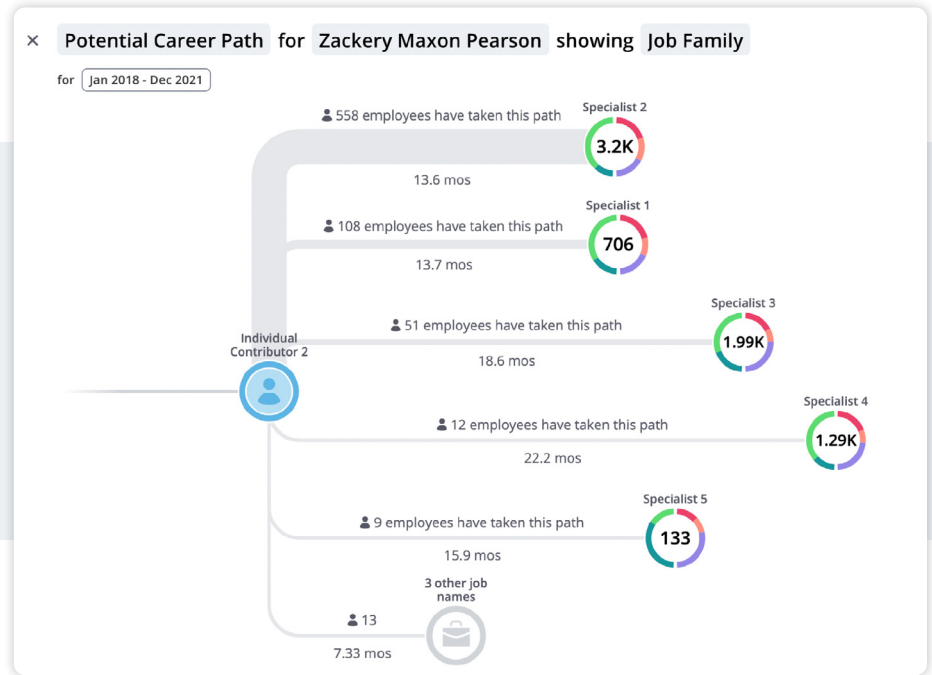 × Potential Career Path for Zackery Maxon Pearson showing Job Family
for Jan 2018 - Dec 2021
Specialist 2
558 employees have taken this path
3.2K
13.6 mos
Specialist 1
108 employees have taken this path
706
13.7 mos
Specialist 3
51 employees have taken this path
1.99K
18.6 mos
Individual
Contributor 2
Specialist 4
12 employees have taken this path
1.29K
22.2 mos
Specialist 5
9 employees have taken this path
133
15.9 mos
3 other job
names
13
7.33 mos